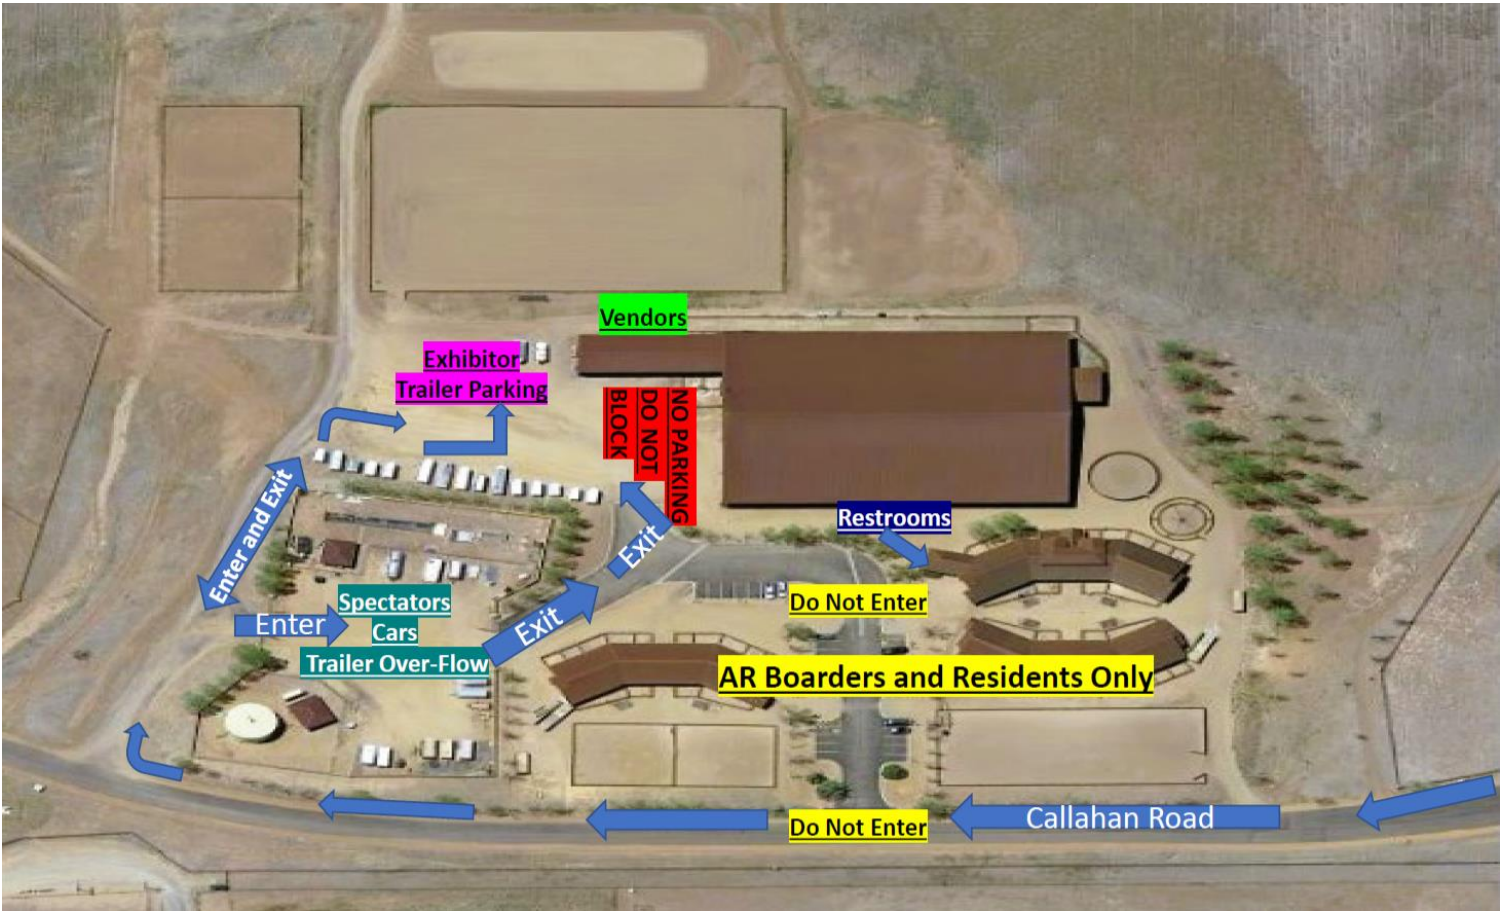 Vendors
Exhibitor
Trailer Parking
NO PARKING
DO NOT
BLOCK
Enter and Exit
Restrooms
Exit
Do Not Enter
Spectators
Cars
Trailer Over-Flow
Enter
Exit
AR Boarders and Residents Only
Callahan Road
Do Not Enter